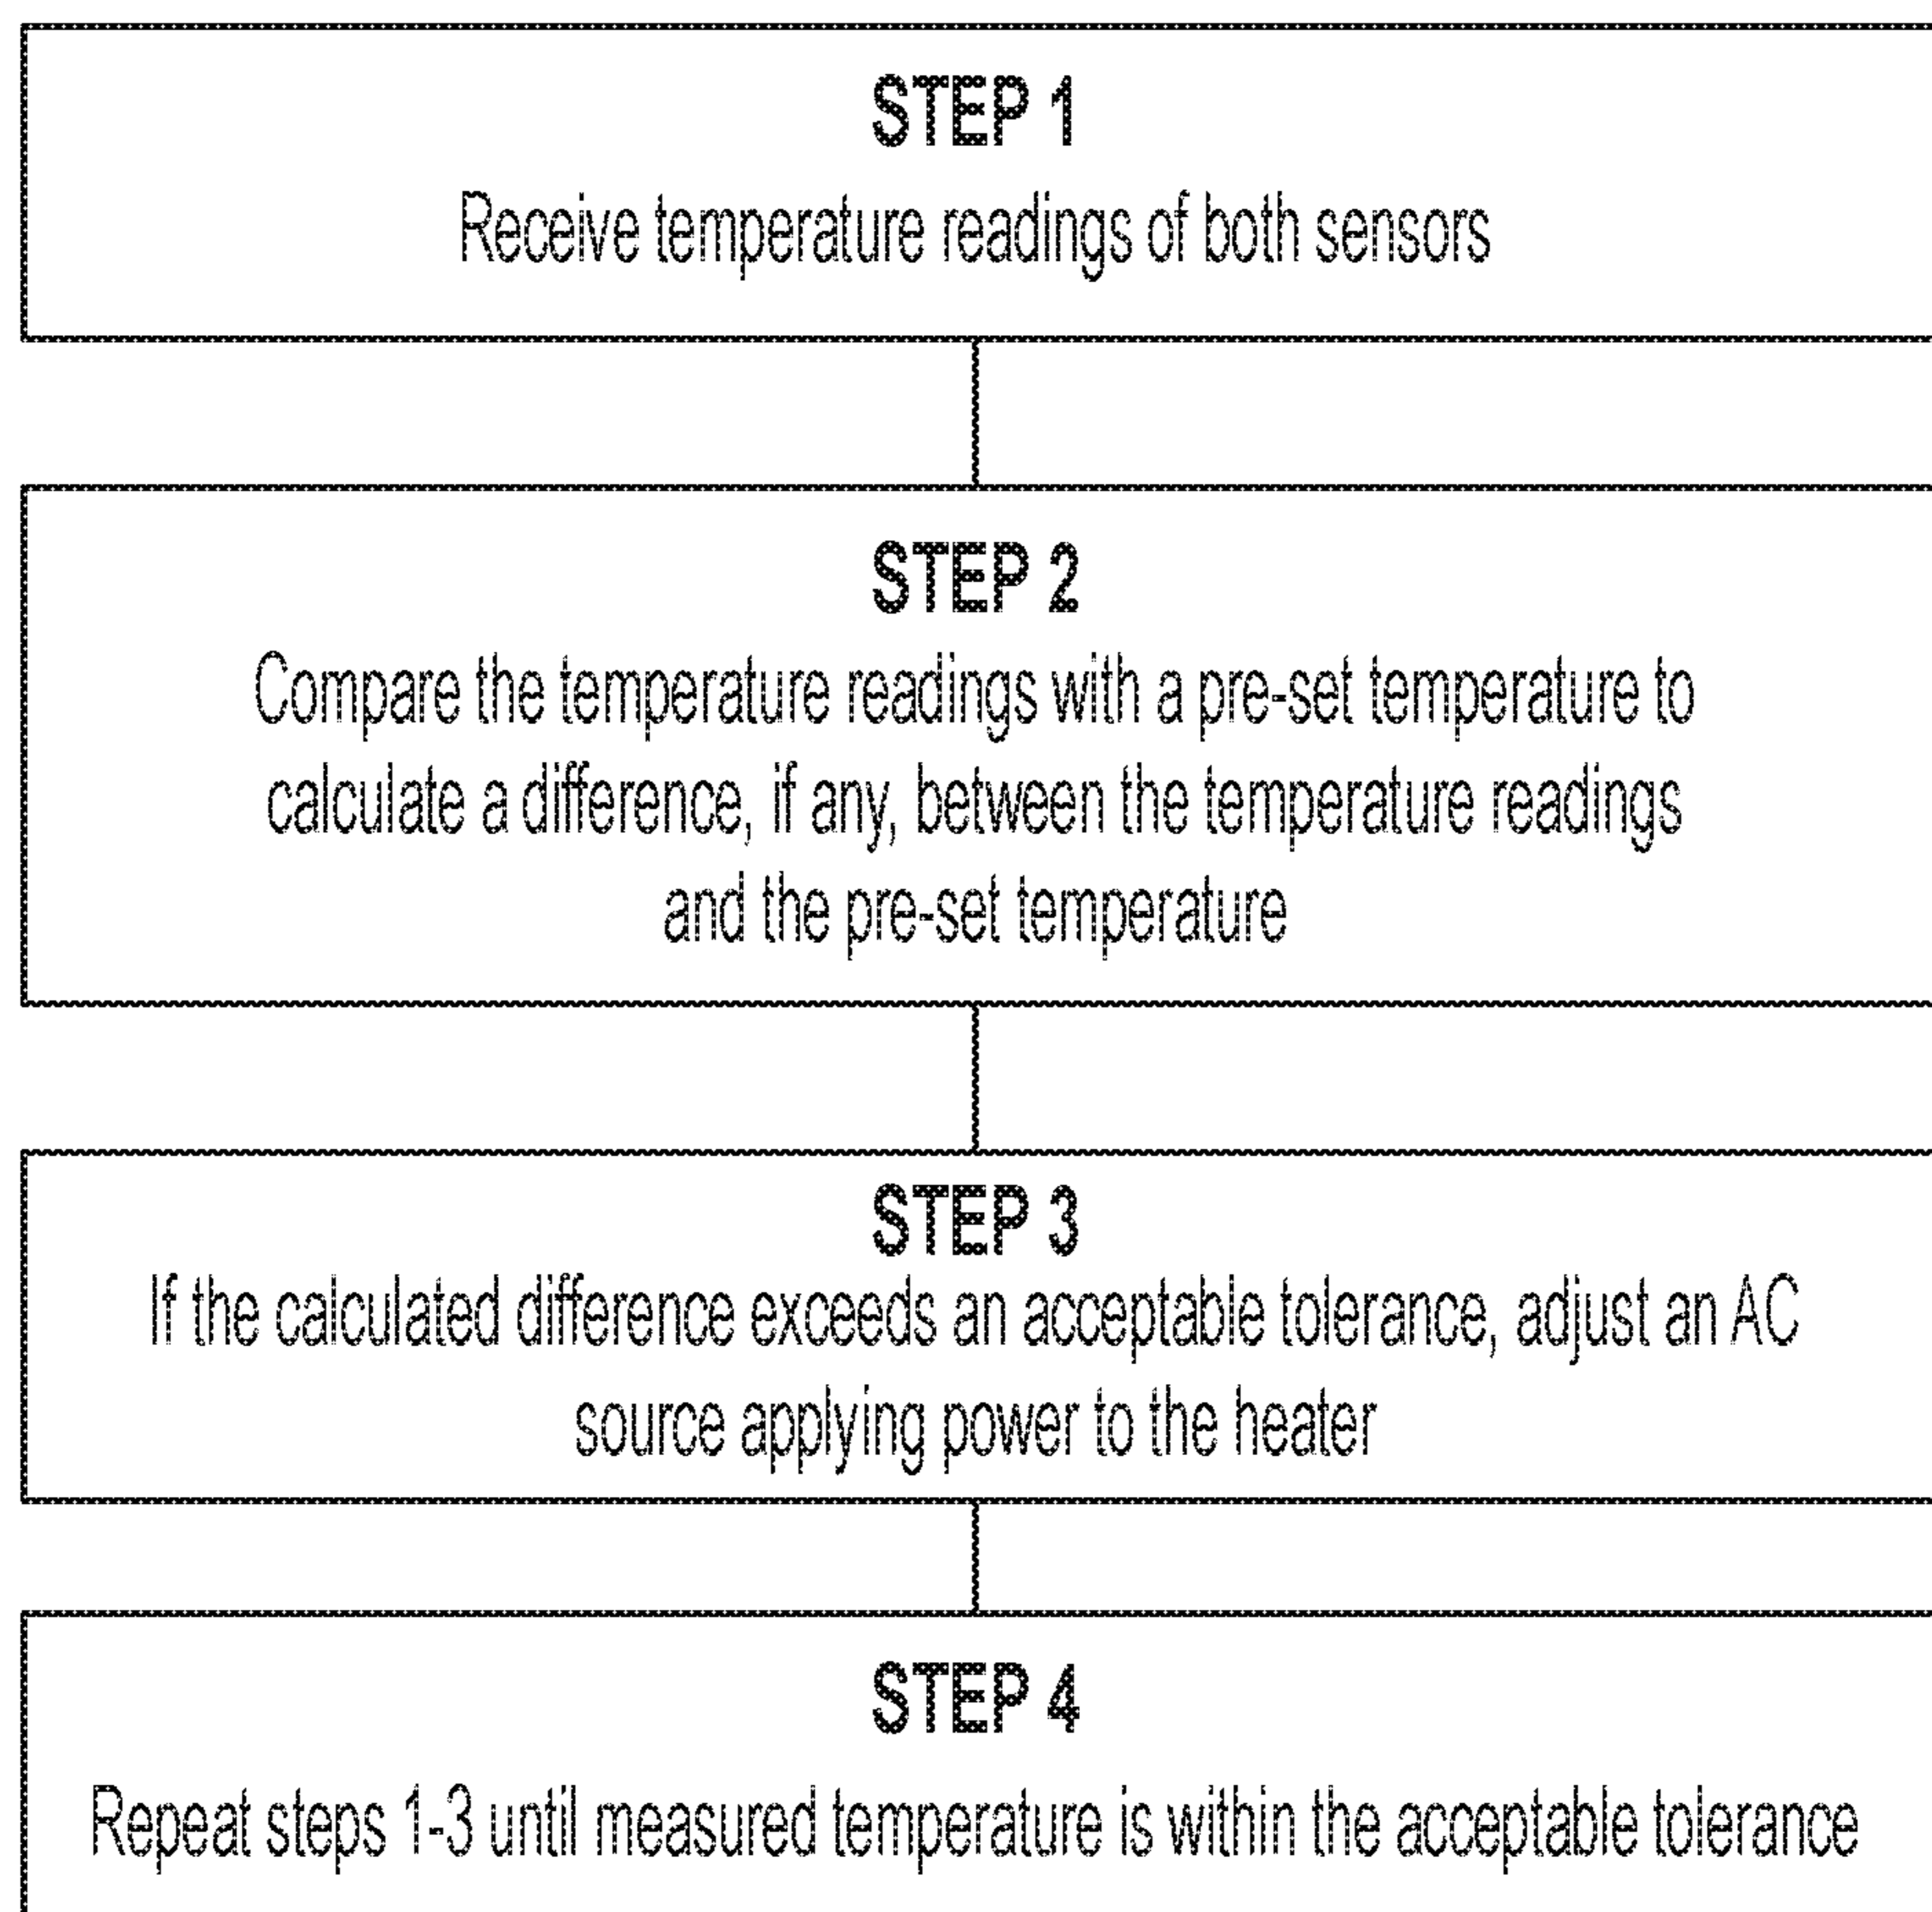 STEP 1
Receive temperature readings of both sensors
STEP 2
Compare the temperature readings with a pre-set temperature to
calculate a difference, if any, between the temperature readings
and the pre-set temperature
STEP 3
If the calculated difference exceeds an acceptable tolerance, adjust an AC
source applying power to the heater
STEP 4
Repeat steps 1-3 until measured temperature is within the acceptable tolerance